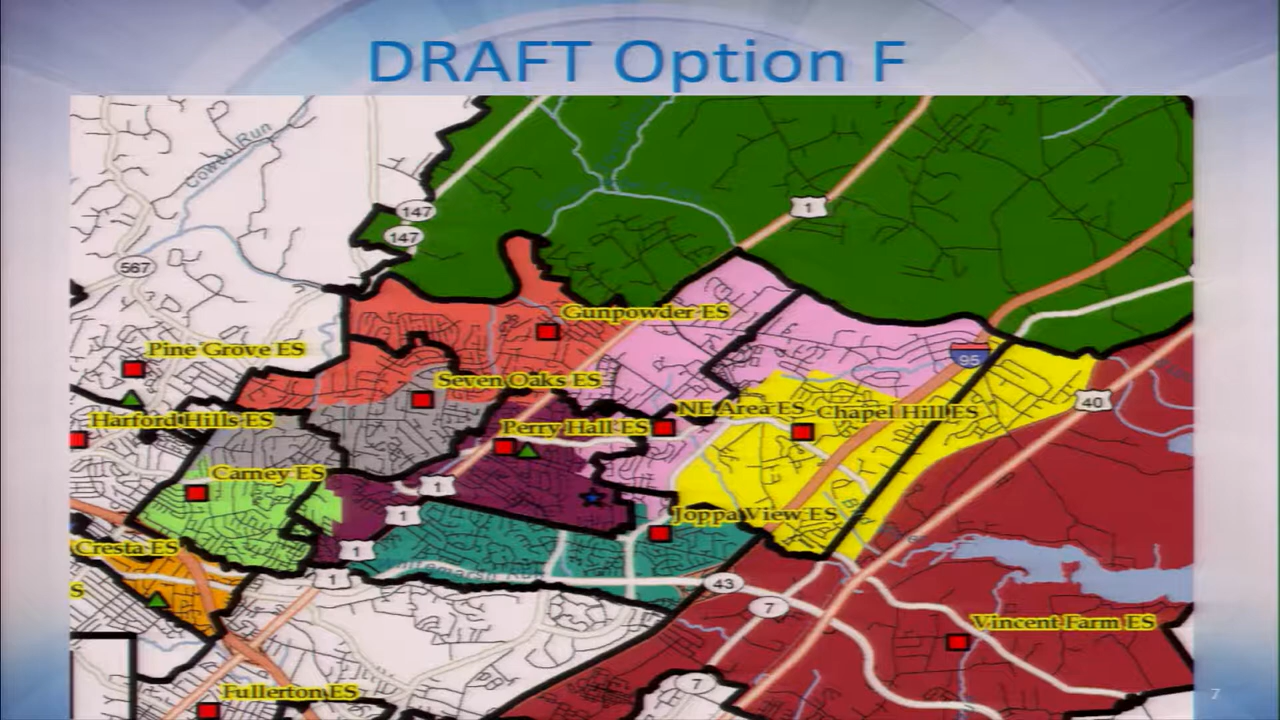 DRAFT Option F
Cowen Run
147
147
1
567
Gunpowder ES
Pine Grove ES
95
Seven Oaks ES
40
Harford Hills ES
NE Area ES
Chapel Hill ES
Perry Hall ES
Carney ES
1
1
Joppa View ES
Cresta ES
1
1
43
7
S
Vincent Farm ES
7
Fullerton ES
7